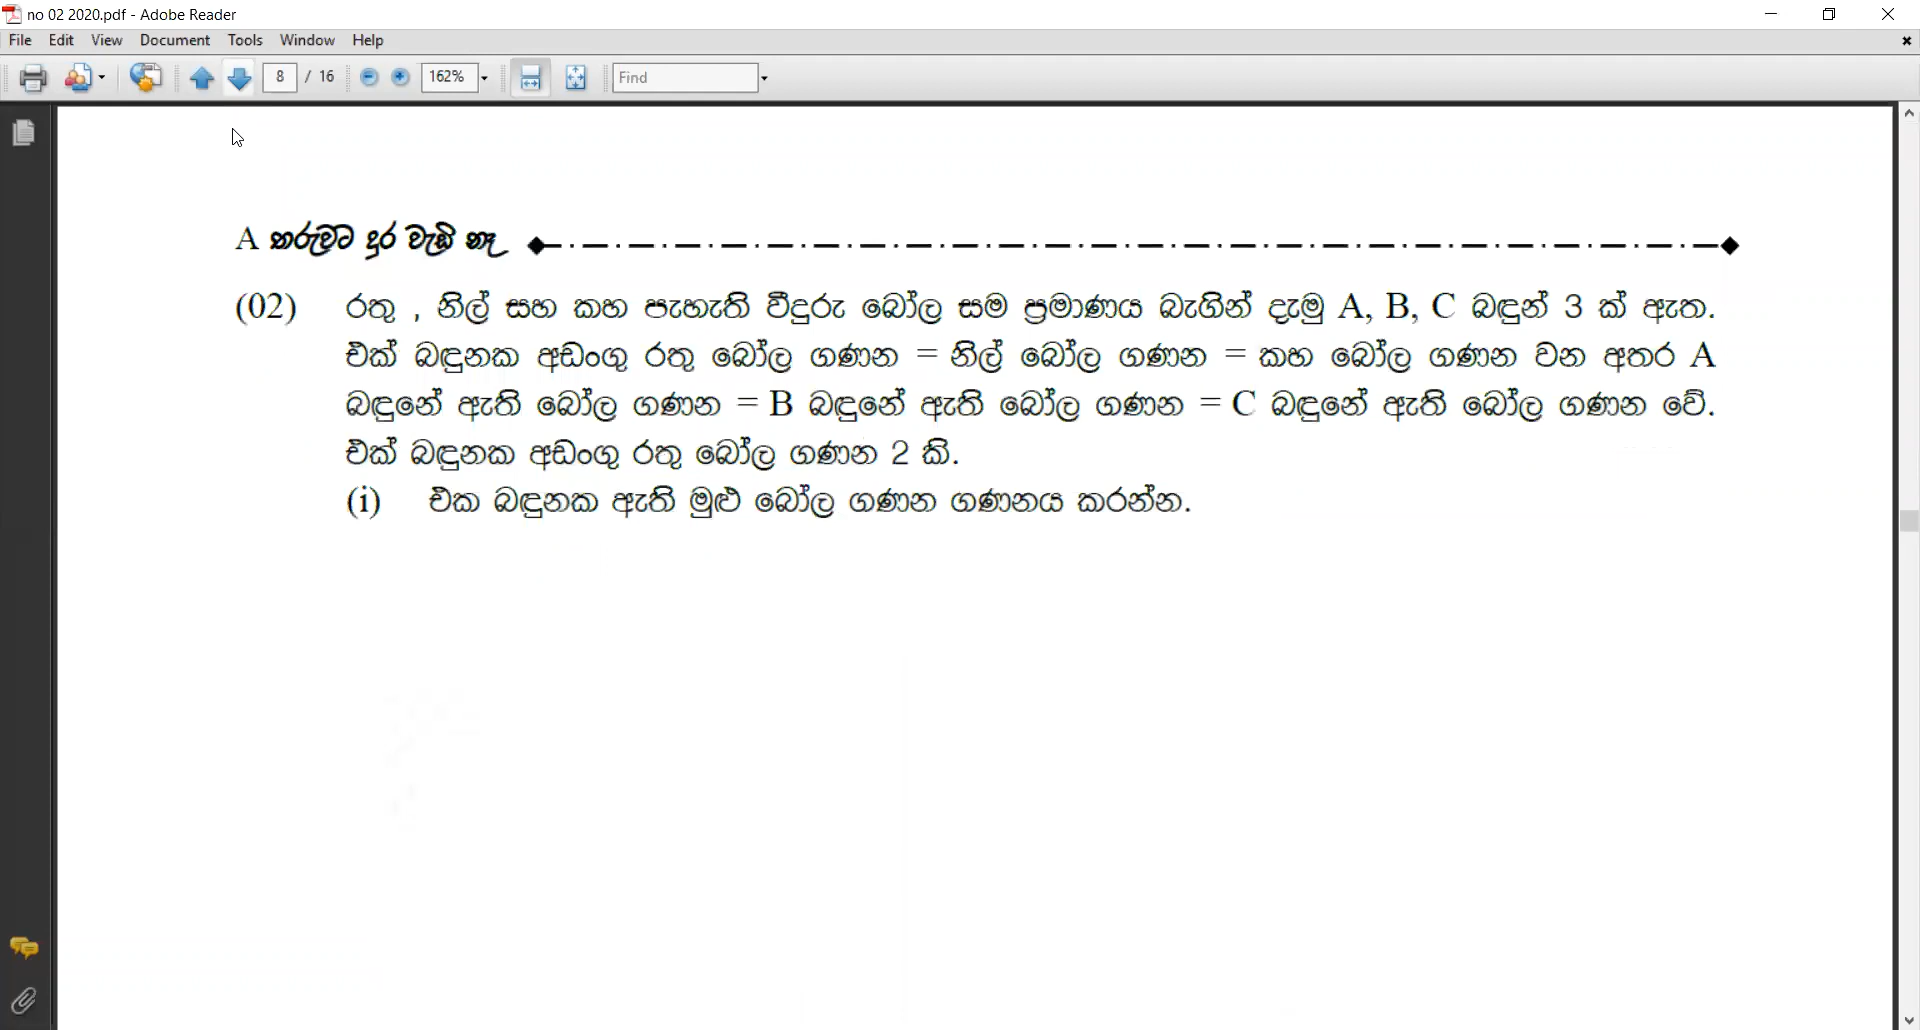 no 02 2020.pdf - Adobe Reader
File Edit View Document Tools Window Help
8 / 16 162% Find
A තරුවට දුර වැඩි නෑ
(02) රතු , නිල් සහ කහ පැහැති වීදුරු බෝල සම ප්‍රමාණය බැගින් දැමු A, B, C බඳුන් 3 ක් ඇත.
එක් බඳුනක අඩංගු රතු බෝල ගණන = නිල් බෝල ගණන = කහ බෝල ගණන වන අතර A
බඳුනේ ඇති බෝල ගණන = B බඳුනේ ඇති බෝල ගණන = C බඳුනේ ඇති බෝල ගණන වේ.
එක් බඳුනක අඩංගු රතු බෝල ගණන 2 කි.
(i) එක බඳුනක ඇති මුළු බෝල ගණන ගණනය කරන්න.